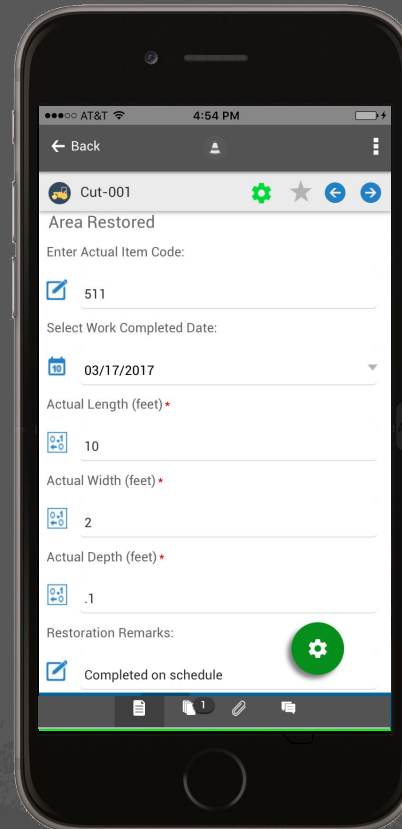 AT&T 4:54 PM
Back
Cut-001
Area Restored
Enter Actual Item Code:
511
Select Work Completed Date:
10 03/17/2017
Actual Length (feet) *
10
Actual Width (feet) *
2
Actual Depth (feet) *
.1
Restoration Remarks:
Completed on schedule
1